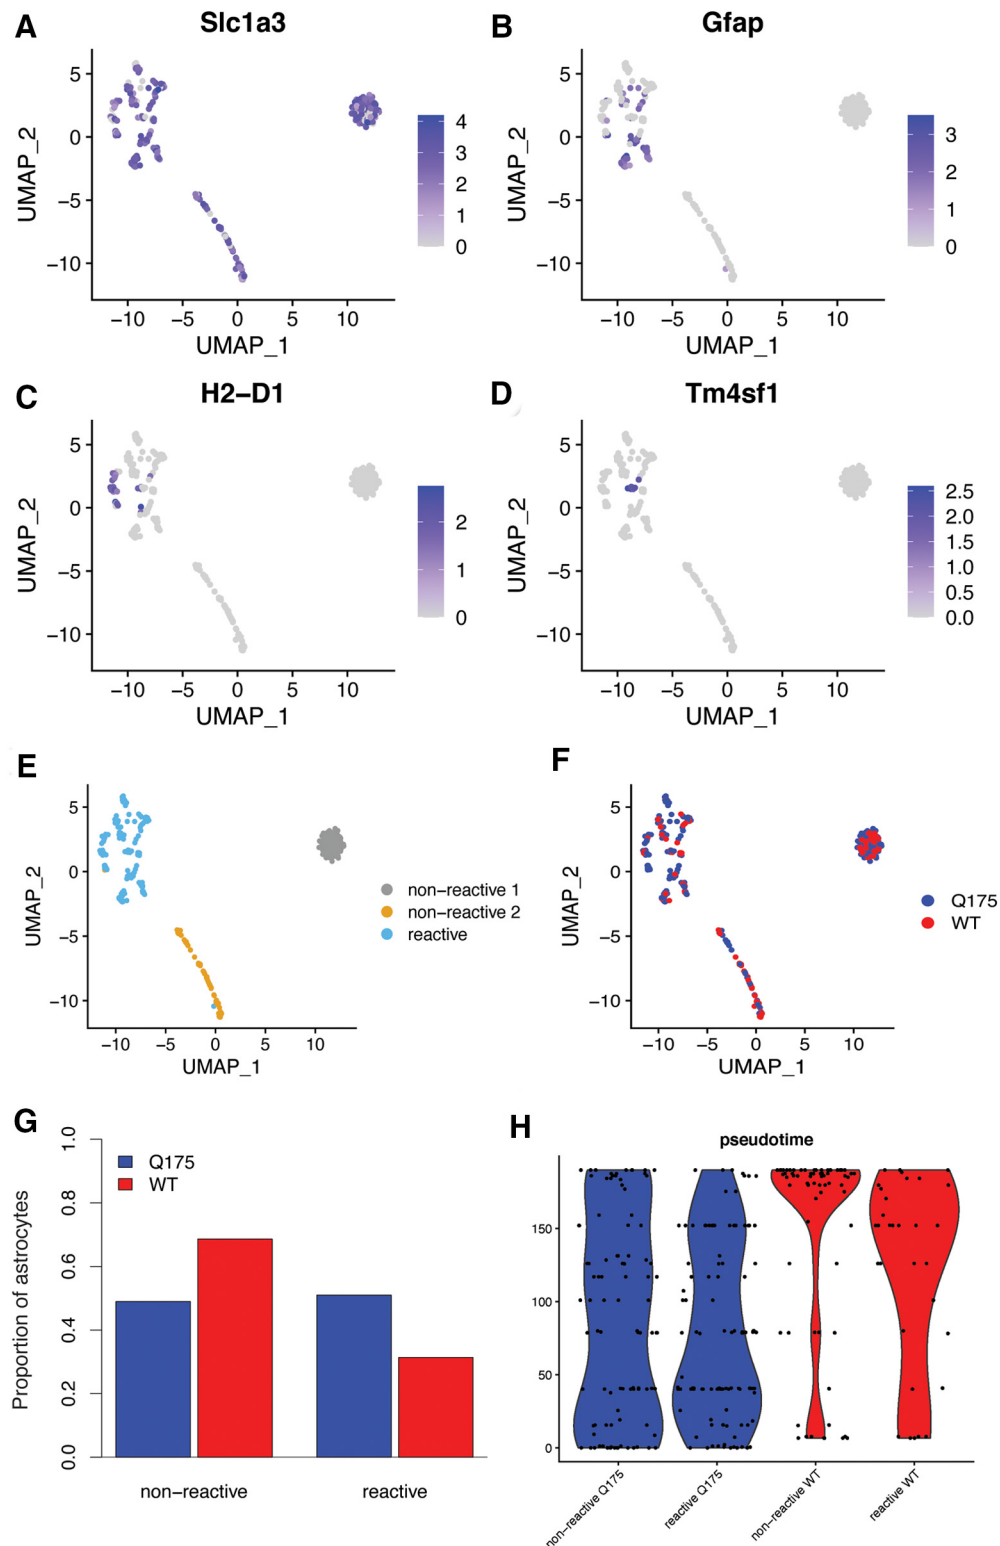 A
Slc1a3
5
0
−5
−10
UMAP_2
−10 −5 0 5 10
UMAP_1
4
3
2
1
0
B
Gfap
5
0
−5
−10
UMAP_2
−10 −5 0 5 10
UMAP_1
3
2
1
0
C
H2−D1
5
0
−5
−10
UMAP_2
−10 −5 0 5 10
UMAP_1
2
1
0
D
Tm4sf1
5
0
−5
−10
UMAP_2
−10 −5 0 5 10
UMAP_1
2.5
2.0
1.5
1.0
0.5
0.0
E
5
0
−5
−10
UMAP_2
−10 −5 0 5 10
UMAP_1
non−reactive 1
non−reactive 2
reactive
F
5
0
−5
−10
UMAP_2
−10 −5 0 5 10
UMAP_1
Q175
WT
G
1.0
0.8
0.6
0.4
0.2
0.0
Proportion of astrocytes
Q175
WT
non−reactive reactive
H
pseudotime
150
100
50
0
non−reactive Q175
reactive Q175
non−reactive WT
reactive WT